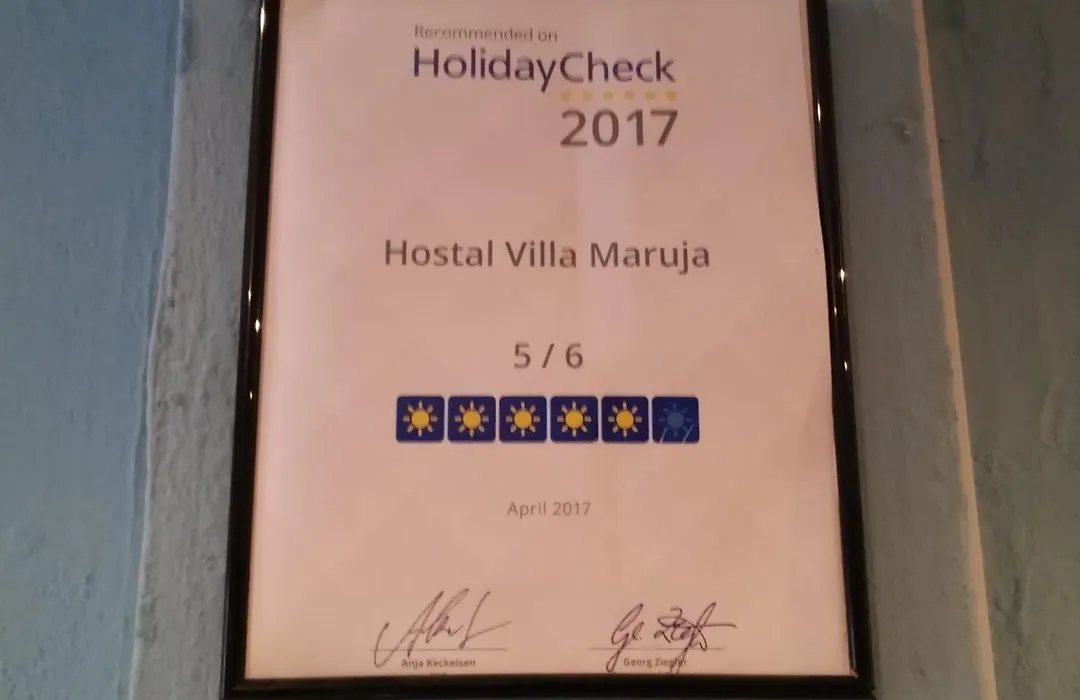 Recommended on
HolidayCheck
2017
Hostal Villa Maruja
5 / 6
April 2017
Anja Keckeisen
Georg Ziegler